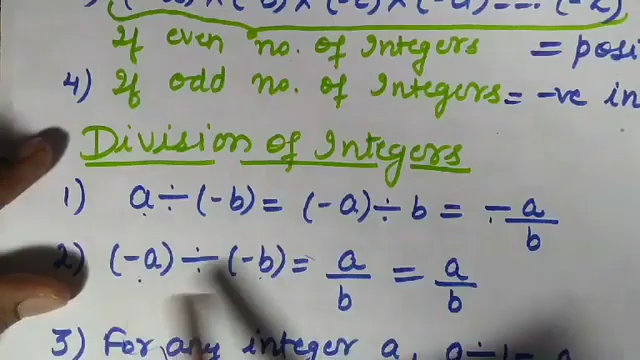 (-b) × (-c) × (-d) ---- (-z)
If even no. of Integers = posi
4) If odd no. of Integers = -ve in
Division of Integers
1) a ÷ (-b) = (-a) ÷ b = -a/b
2) (-a) ÷ (-b) = a/b = a/b
3) For any integer a,